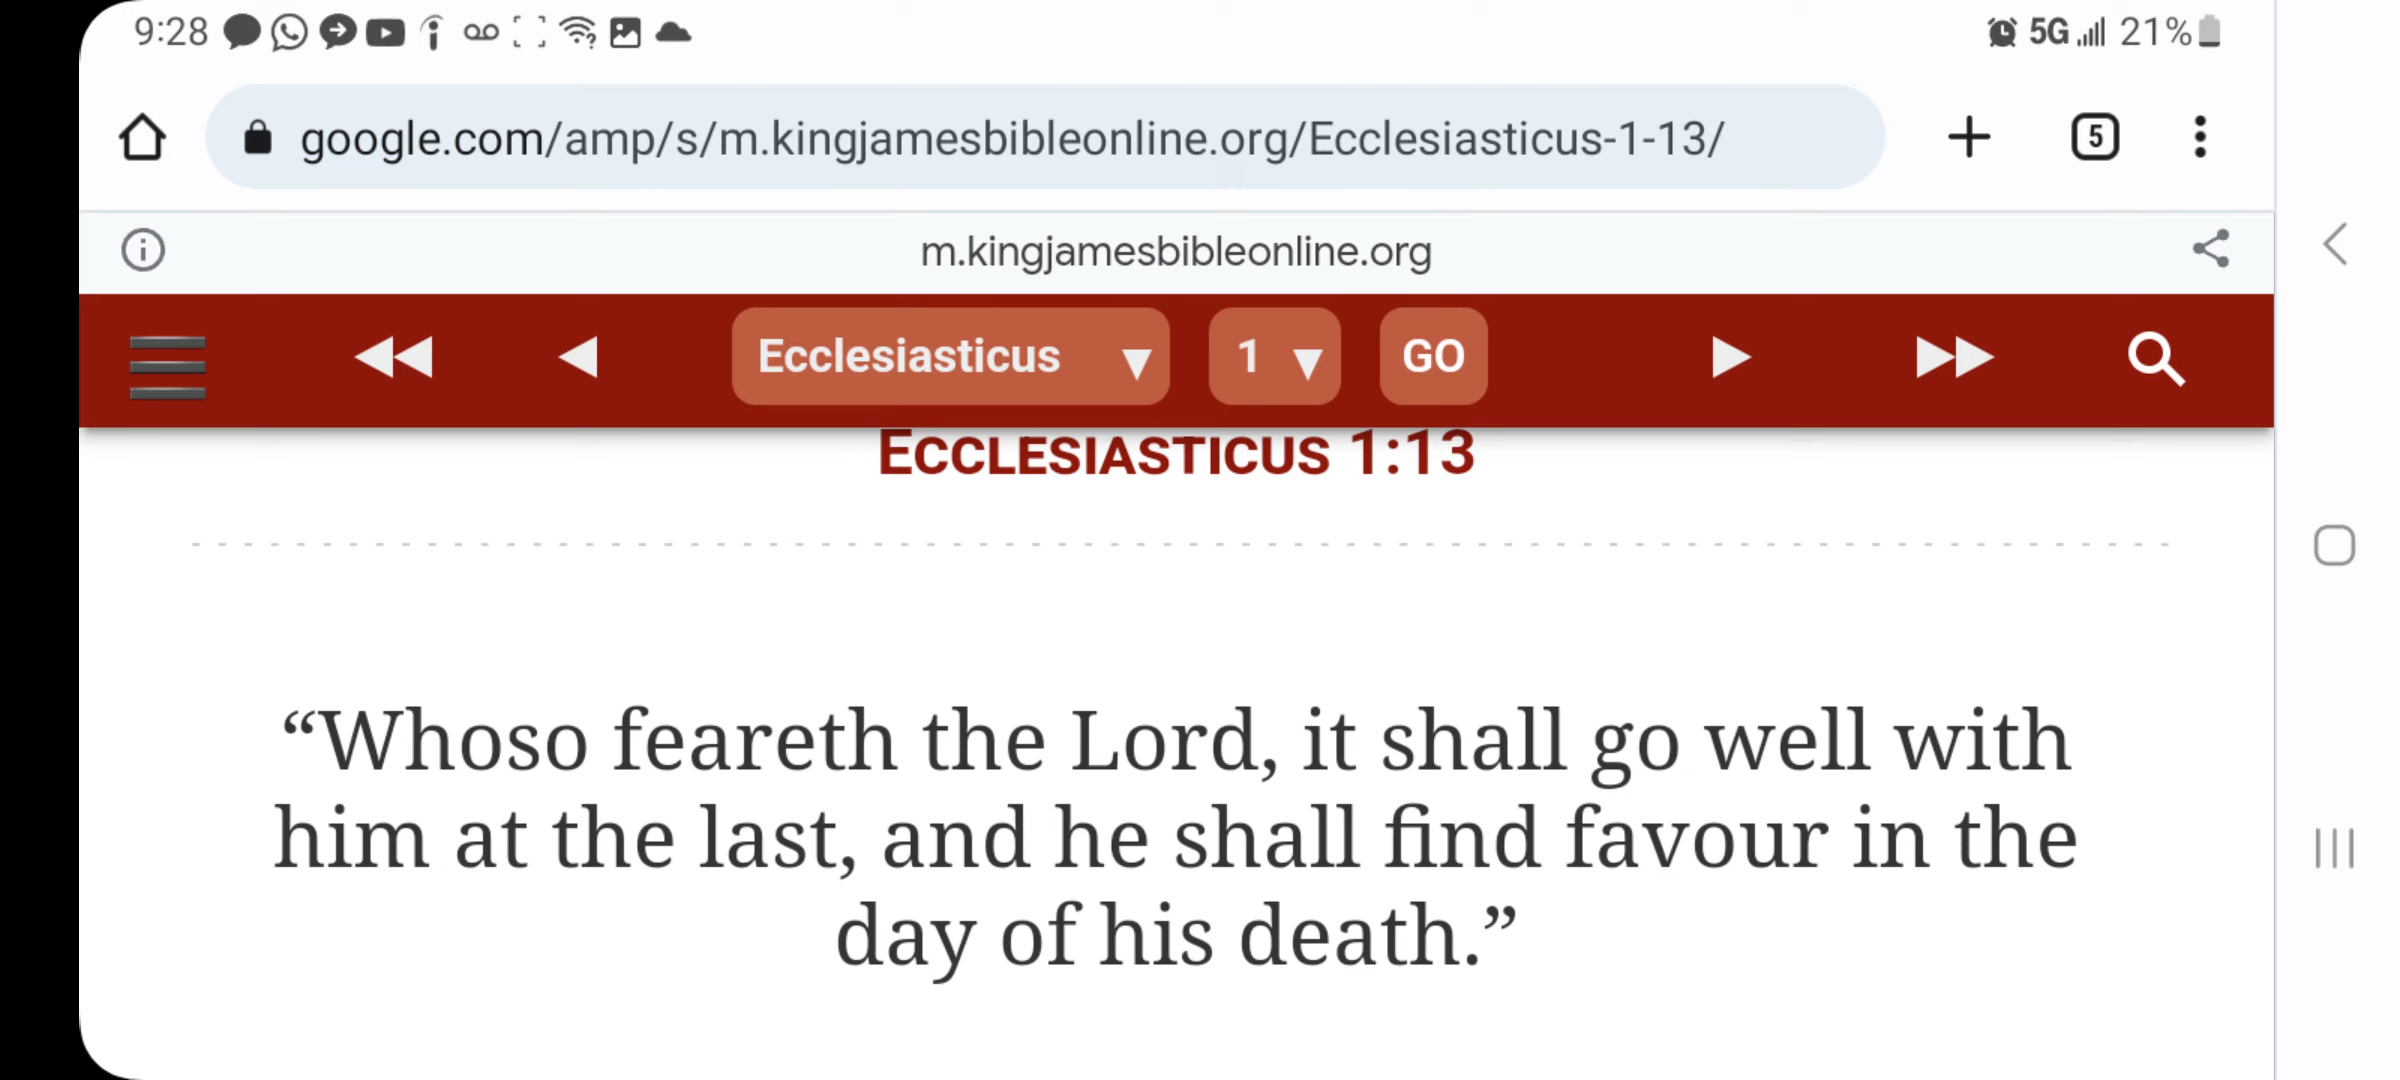 9:28 5G 21%
google.com/amp/s/m.kingjamesbibleonline.org/Ecclesiasticus-1-13/ 5
m.kingjamesbibleonline.org
Ecclesiasticus 1 GO
ECCLESIASTICUS 1:13
“Whoso feareth the Lord, it shall go well with
him at the last, and he shall find favour in the
day of his death.”